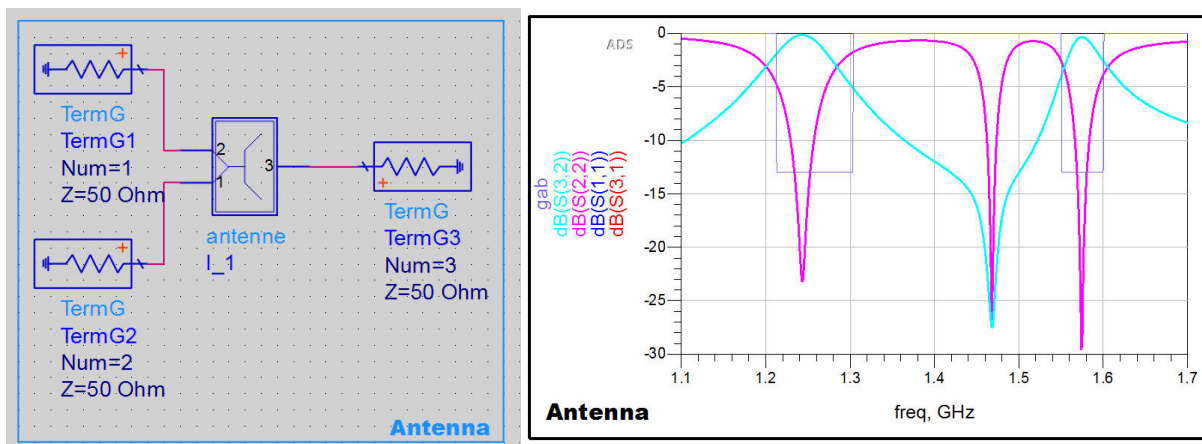 TermG
TermG1
Num=1
Z=50 Ohm
2
1
3
antenne
I_1
TermG
TermG2
Num=2
Z=50 Ohm
TermG
TermG3
Num=3
Z=50 Ohm
Antenna
ADS
gab
dB(S(3,2))
dB(S(2,2))
dB(S(1,1))
dB(S(3,1))
0
-5
-10
-15
-20
-25
-30
1.1 1.2 1.3 1.4 1.5 1.6 1.7
freq, GHz
Antenna